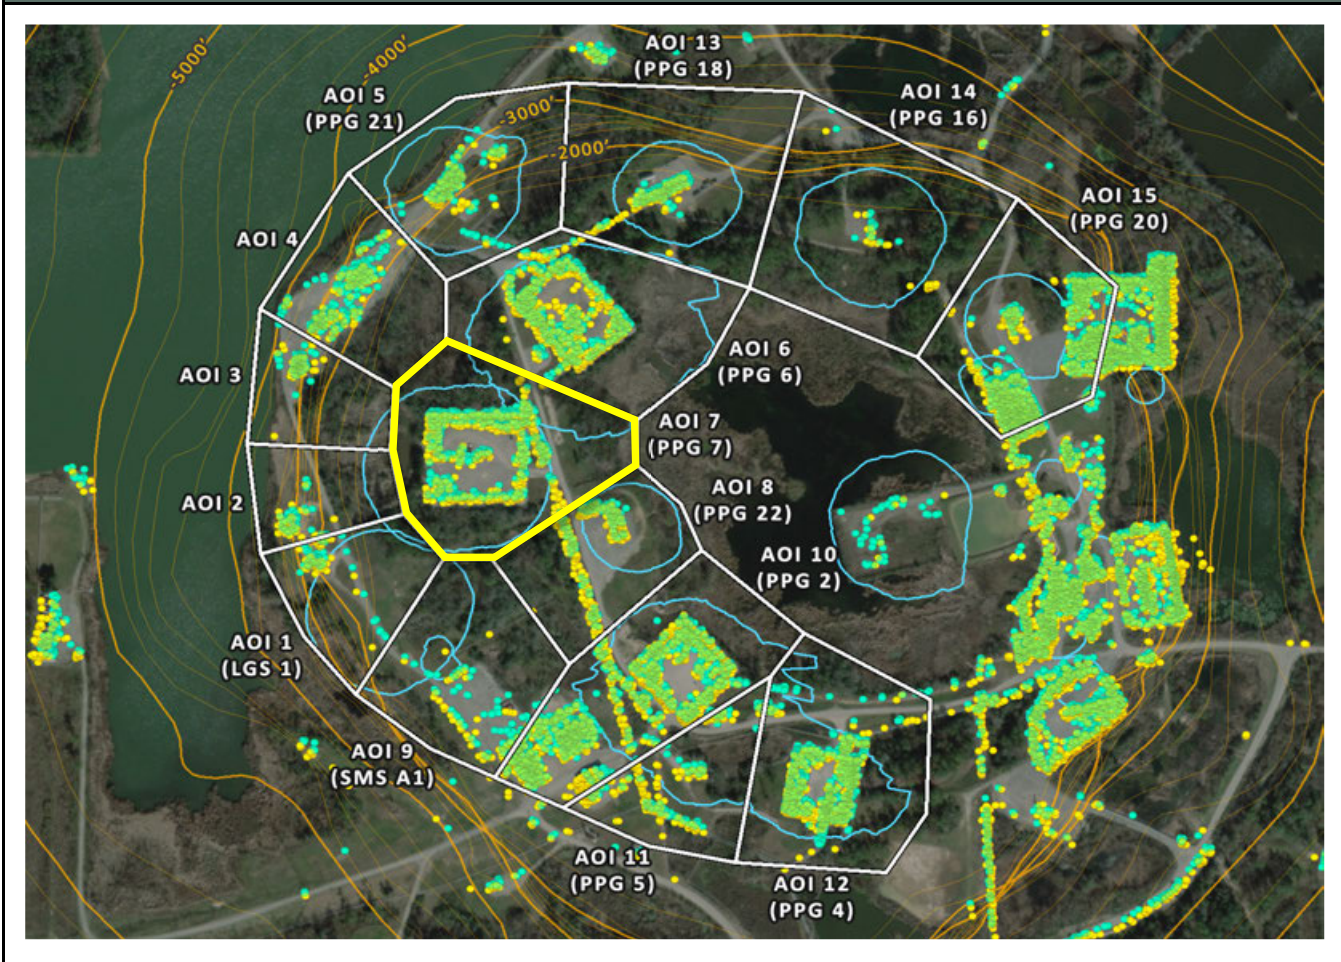 -5000'
-4000'
AOI 13
(PPG 18)
AOI 5
(PPG 21)
-3000'
-2000'
AOI 14
(PPG 16)
AOI 15
(PPG 20)
AOI 4
AOI 3
AOI 6
(PPG 6)
AOI 7
(PPG 7)
AOI 2
AOI 8
(PPG 22)
AOI 10
(PPG 2)
AOI 1
(LGS 1)
AOI 9
(SMS A1)
AOI 11
(PPG 5)
AOI 12
(PPG 4)